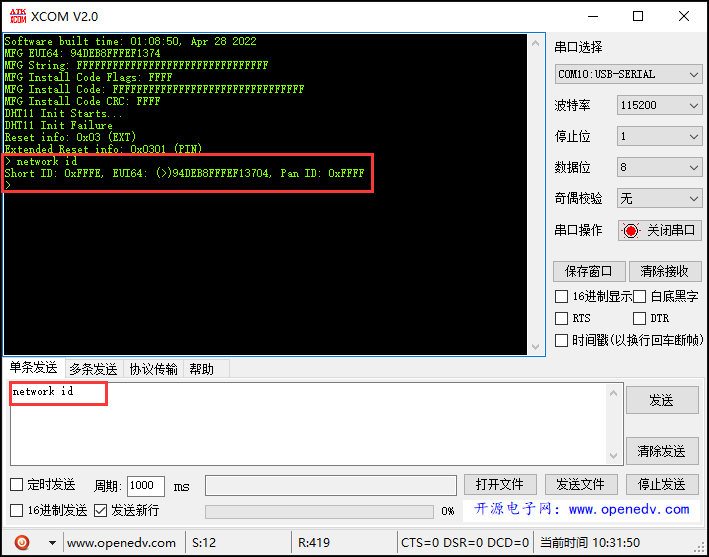 ATK
XCOM
XCOM V2.0
Software built time: 01:08:50, Apr 28 2022
MFG EUI64: 94DEB8FFFEF1374
MFG String: FFFFFFFFFFFFFFFFFFFFFFFFFFFFFFFF
MFG Install Code Flags: FFFF
MFG Install Code: FFFFFFFFFFFFFFFFFFFFFFFFFFFFFFFF
MFG Install Code CRC: FFFF
DHT11 Init Starts...
DHT11 Init Failure
Reset info: 0x03 (EXT)
Extended Reset info: 0x0301 (PIN)
> network id
Short ID: 0xFFFE, EUI64: (>)94DEB8FFFEF13704, Pan ID: 0xFFFF
>
串口选择
COM10:USB-SERIAL
波特率 115200
停止位 1
数据位 8
奇偶校验 无
串口操作 关闭串口
保存窗口 清除接收
16进制显示 白底黑字
RTS DTR
时间戳(以换行回车断帧)
单条发送 多条发送 协议传输 帮助
network id
发送
清除发送
定时发送 周期: 1000 ms 打开文件 发送文件 停止发送
16进制发送 发送新行 0% 开源电子网: www.openedv.com
www.openedv.com S:12 R:419 CTS=0 DSR=0 DCD=0 当前时间 10:31:50